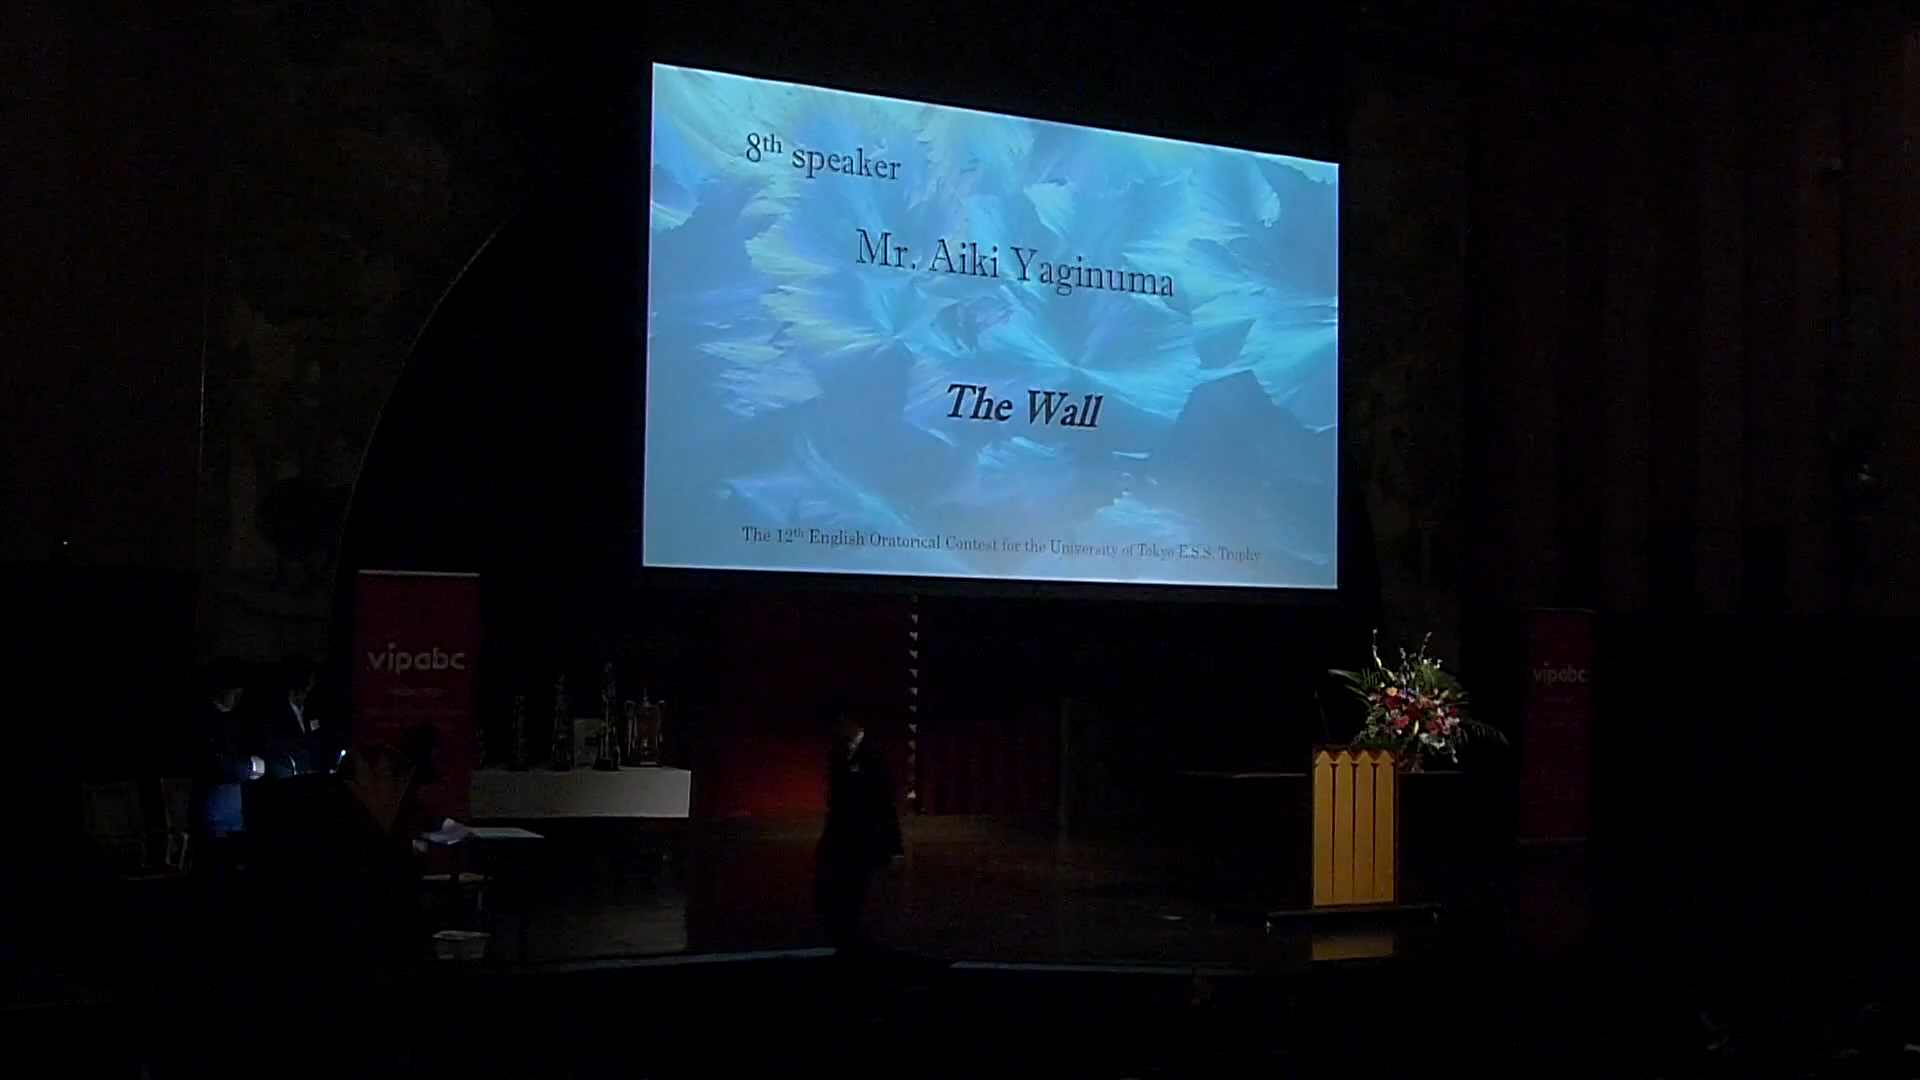 8th speaker
Mr. Aiki Yaginuma
The Wall
The 12th English Oratorical Contest for the University of Tokyo E.S.S. Trophy
vipabc
vipabc